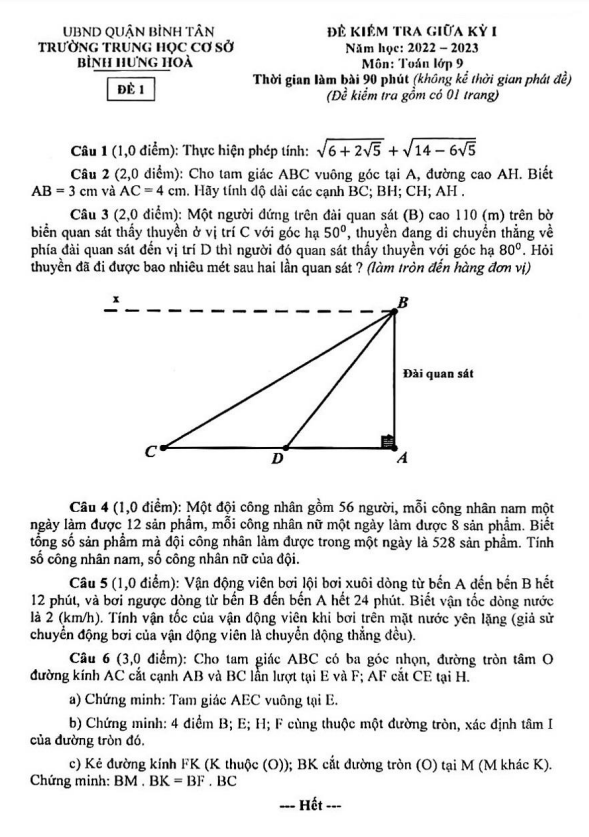 UBND QUẬN BÌNH TÂN
TRƯỜNG TRUNG HỌC CƠ SỞ
BÌNH HƯNG HOÀ
ĐỀ 1
ĐỀ KIỂM TRA GIỮA KỲ I
Năm học: 2022 – 2023
Môn: Toán lớp 9
Thời gian làm bài 90 phút (không kể thời gian phát đề)
(Đề kiểm tra gồm có 01 trang)
Câu 1 (1,0 điểm): Thực hiện phép tính: √(6 + 2√5) + √(14 − 6√5)
Câu 2 (2,0 điểm): Cho tam giác ABC vuông góc tại A, đường cao AH. Biết
AB = 3 cm và AC = 4 cm. Hãy tính độ dài các cạnh BC; BH; CH; AH .
Câu 3 (2,0 điểm): Một người đứng trên đài quan sát (B) cao 110 (m) trên bờ
biển quan sát thấy thuyền ở vị trí C với góc hạ 50⁰, thuyền đang di chuyển thẳng về
phía đài quan sát đến vị trí D thì người đó quan sát thấy thuyền với góc hạ 80⁰. Hỏi
thuyền đã đi được bao nhiêu mét sau hai lần quan sát ? (làm tròn đến hàng đơn vị)
x
B
Đài quan sát
C
D
A
Câu 4 (1,0 điểm): Một đội công nhân gồm 56 người, mỗi công nhân nam một
ngày làm được 12 sản phẩm, mỗi công nhân nữ một ngày làm được 8 sản phẩm. Biết
tổng số sản phẩm mà đội công nhân làm được trong một ngày là 528 sản phẩm. Tính
số công nhân nam, số công nhân nữ của đội.
Câu 5 (1,0 điểm): Vận động viên bơi lội bơi xuôi dòng từ bến A đến bến B hết
12 phút, và bơi ngược dòng từ bến B đến bến A hết 24 phút. Biết vận tốc dòng nước
là 2 (km/h). Tính vận tốc của vận động viên khi bơi trên mặt nước yên lặng (giả sử
chuyển động bơi của vận động viên là chuyển động thẳng đều).
Câu 6 (3,0 điểm): Cho tam giác ABC có ba góc nhọn, đường tròn tâm O
đường kính AC cắt cạnh AB và BC lần lượt tại E và F; AF cắt CE tại H.
a) Chứng minh: Tam giác AEC vuông tại E.
b) Chứng minh: 4 điểm B; E; H; F cùng thuộc một đường tròn, xác định tâm I
của đường tròn đó.
c) Kẻ đường kính FK (K thuộc (O)); BK cắt đường tròn (O) tại M (M khác K).
Chứng minh: BM . BK = BF . BC
--- Hết ---